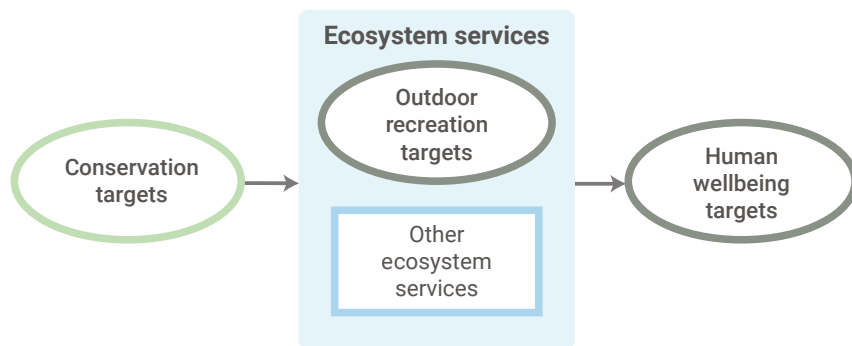 Ecosystem services
Outdoor
recreation
targets
Conservation
targets
Human
wellbeing
targets
Other
ecosystem
services